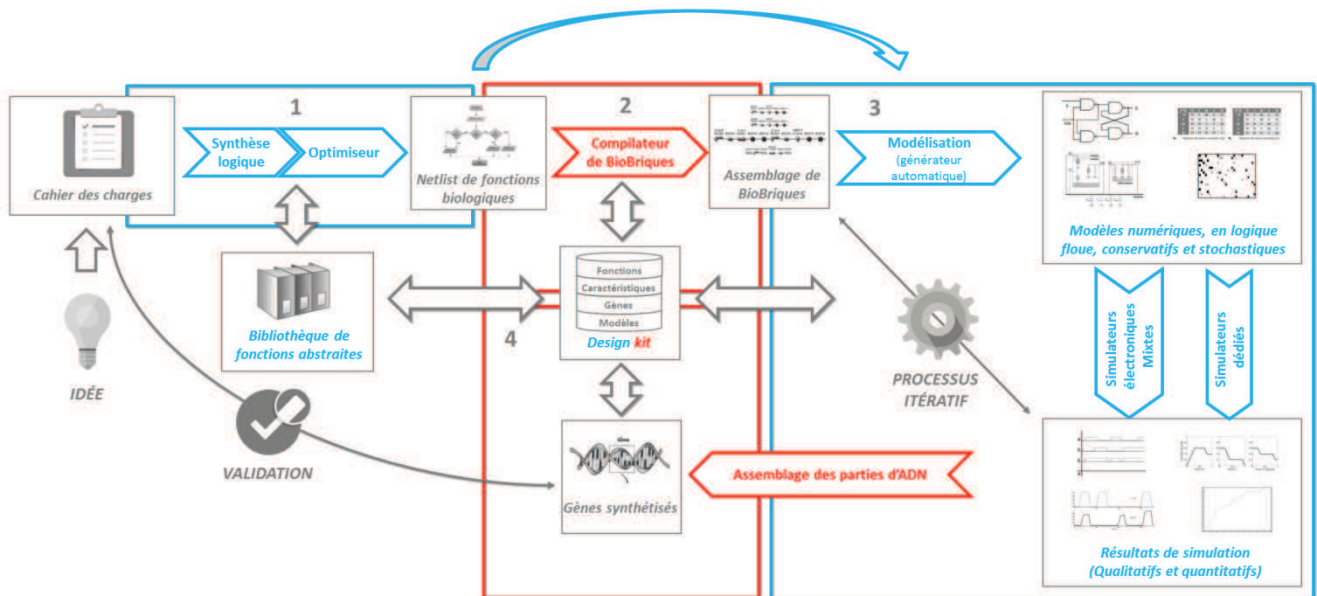 1
2
3
Synthèse
logique
Optimiseur
Compilateur
de BioBriques
Modélisation
(générateur
automatique)
Cahier des charges
Netlist de fonctions
biologiques
Assemblage de
BioBriques
Modèles numériques, en logique
floue, conservatifs et stochastiques
Fonctions
Caractéristiques
Gènes
Modèles
Design kit
4
Bibliothèque de
fonctions abstraites
IDÉE
PROCESSUS
ITÉRATIF
Simulateurs
électroniques
Mixtes
Simulateurs
dédiés
VALIDATION
Gènes synthétisés
Assemblage des parties d'ADN
Résultats de simulation
(Qualitatifs et quantitatifs)